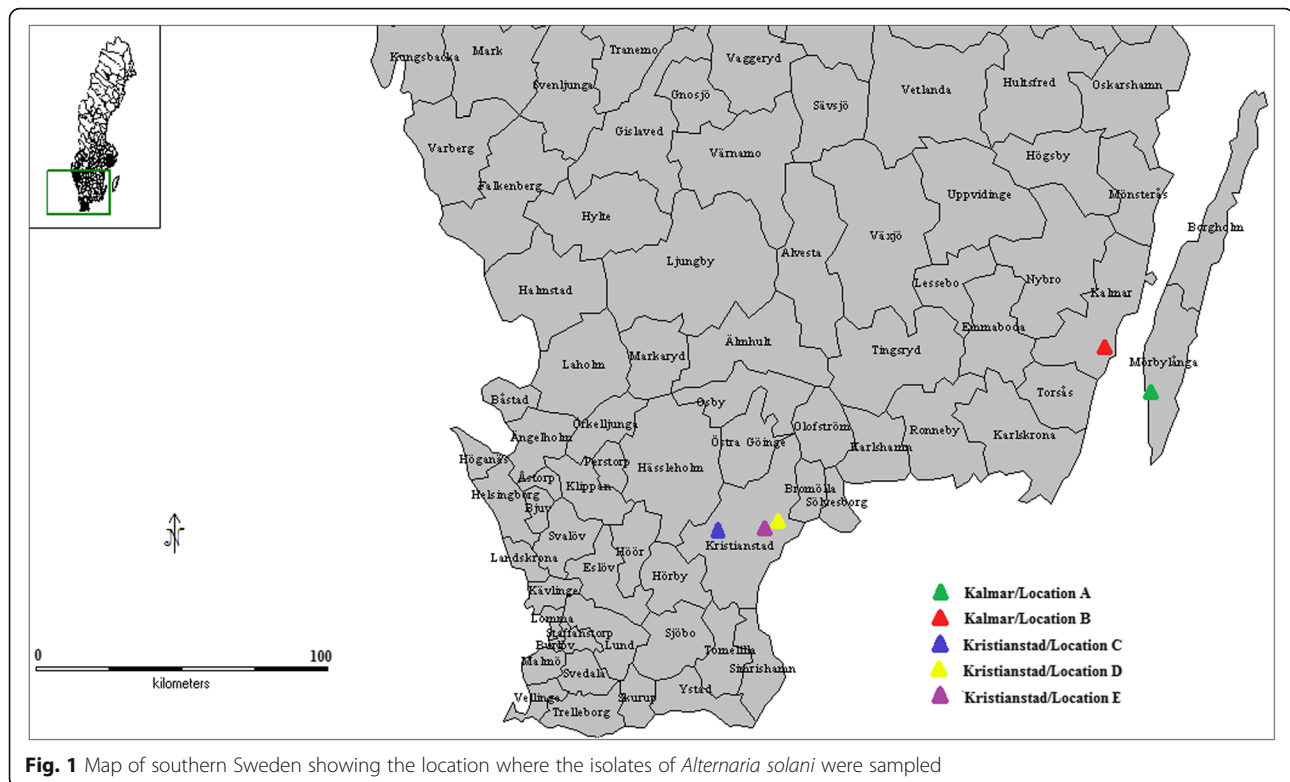 Kungsbacka
Mark
Tranemo
Vaggeryd
Svenljunga
Gnosjö
Sävsjö
Vetlanda
Hultsfred
Oskarshamn
Gislaved
Varberg
Värnamo
Högsby
Falkenberg
Uppvidinge
Mönsterås
Hylte
Växjö
Borgholm
Ljungby
Alvesta
Halmstad
Lessebo
Nybro
Kalmar
Emmaboda
Älmhult
Tingsryd
Markaryd
Laholm
Mörbylånga
Torsås
Båstad
Osby
Örkelljunga
Olofström
Ängelholm
Östra Göinge
Ronneby
Karlskrona
Karlshamn
Höganäs
Perstorp
Hässleholm
Åstorp
Klippan
Helsingborg
Bromölla
Sölvesborg
Bjuv
Svalöv
Kristianstad
Höör
Landskrona
Eslöv
Hörby
Kävlinge
Lomma
Staffanstorp
Burlöv
Lund
Sjöbo
Tomelilla
Malmö
Simrishamn
Svedala
Vellinge
Skurup
Ystad
Trelleborg
N
0 100
kilometers
Kalmar/Location A
Kalmar/Location B
Kristianstad/Location C
Kristianstad/Location D
Kristianstad/Location E
Fig. 1 Map of southern Sweden showing the location where the isolates of Alternaria solani were sampled